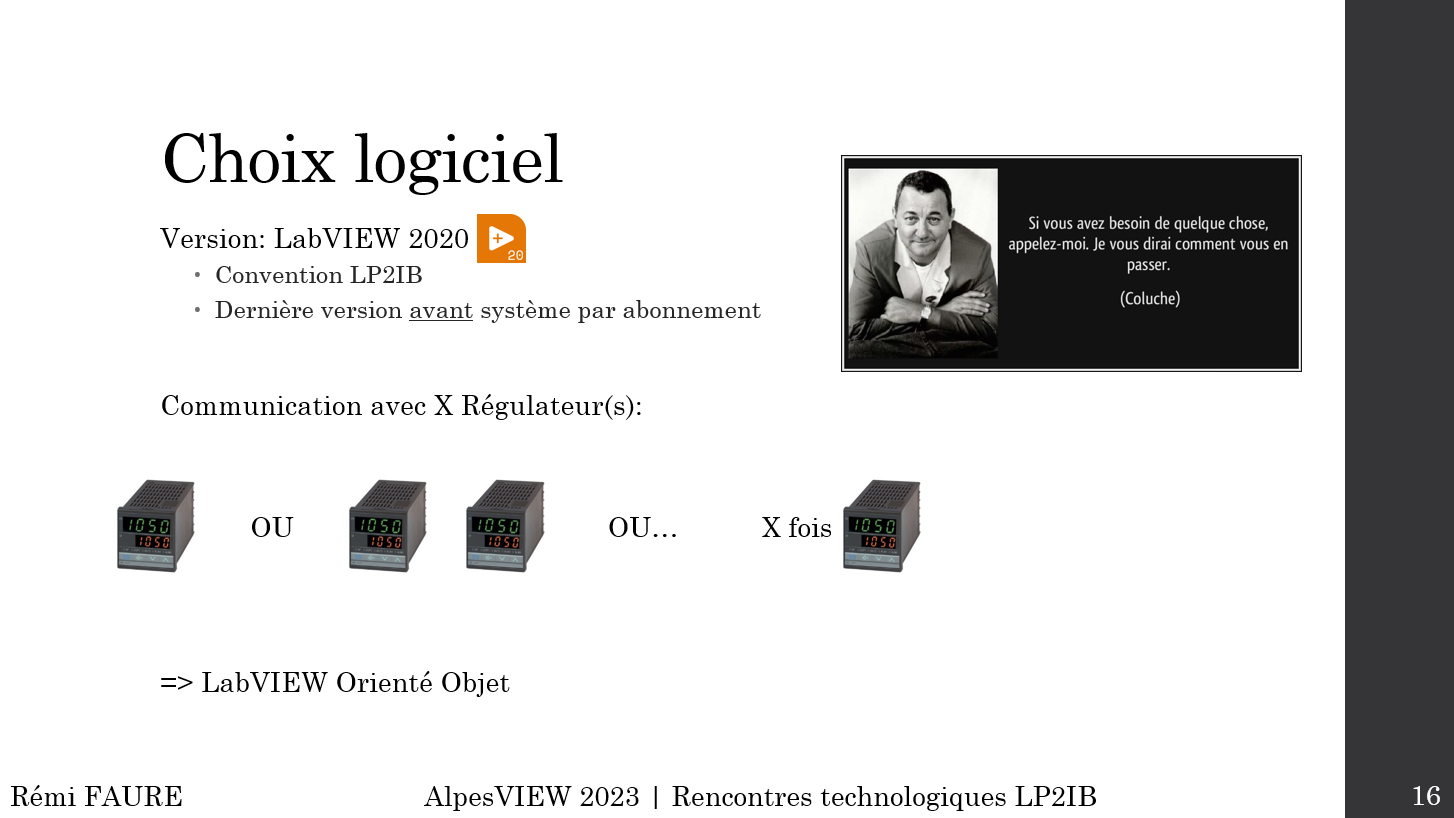 Choix logiciel
Version: LabVIEW 2020
20
• Convention LP2IB
• Dernière version avant système par abonnement
Si vous avez besoin de quelque chose,
appelez-moi. Je vous dirai comment vous en
passer.
(Coluche)
Communication avec X Régulateur(s):
1050
1050
OU
1050
1050
1050
1050
OU…
X fois
1050
1050
=> LabVIEW Orienté Objet
Rémi FAURE
AlpesVIEW 2023 | Rencontres technologiques LP2IB
16